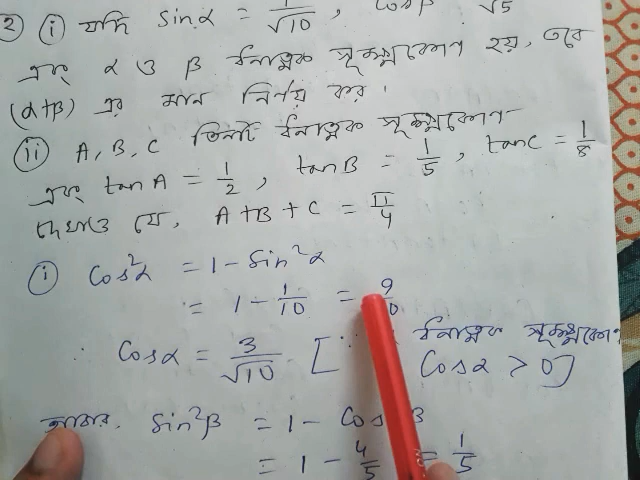 2 (i) যদি sinα = 1/√10, cosβ √5
এবং α ও β ধনাত্মক সূক্ষ্মকোণ হয়, তবে
(α+β) এর মান নির্ণয় কর।
(ii) A, B, C তিনটি ধনাত্মক সূক্ষ্মকোণ
এবং tanA = 1/2, tanB = 1/5, tanC = 1/8
দেখাও যে, A+B+C = π/4
(i) cos²α = 1 - sin²α
= 1 - 1/10 = 9/10
∴ cosα = 3/√10 [∵ ধনাত্মক সূক্ষ্মকোণ
cosα > 0]
আবার, sin²β = 1 - cos β
= 1 - 4/5 = 1/5